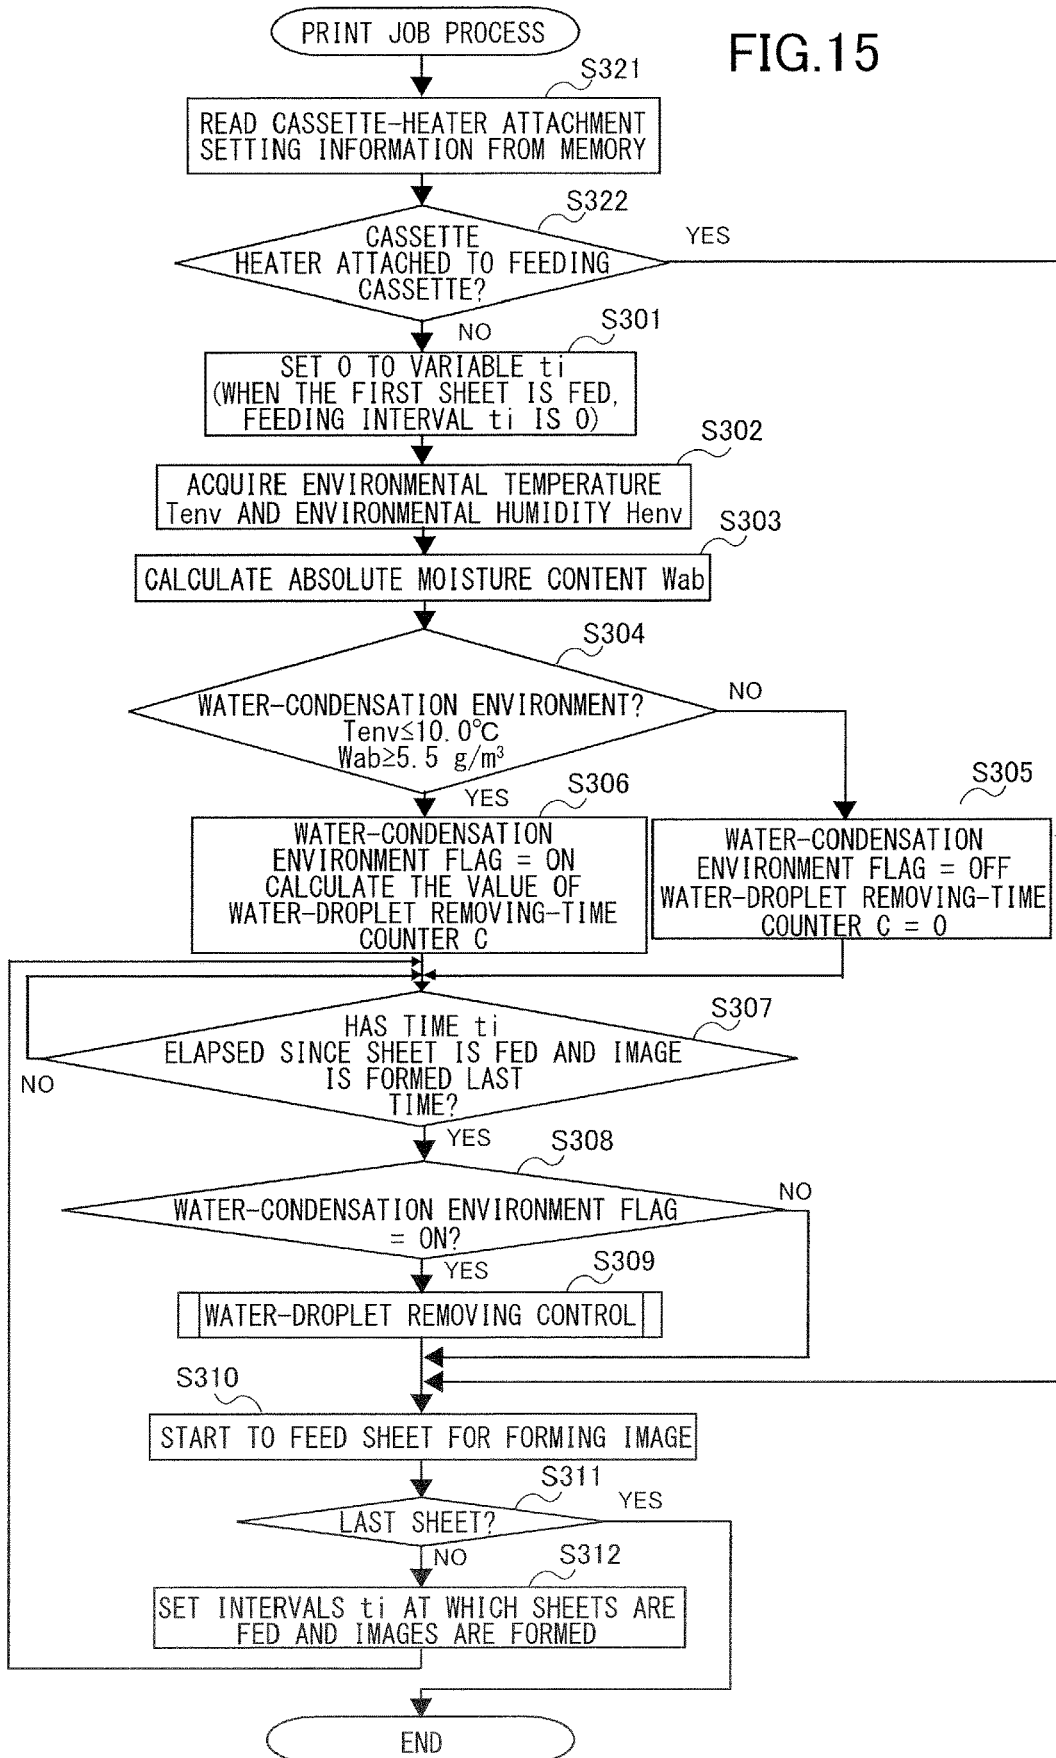 PRINT JOB PROCESS
FIG.15
S321
READ CASSETTE-HEATER ATTACHMENT
SETTING INFORMATION FROM MEMORY
S322
CASSETTE
HEATER ATTACHED TO FEEDING
CASSETTE?
YES
NO
S301
SET 0 TO VARIABLE ti
(WHEN THE FIRST SHEET IS FED,
FEEDING INTERVAL ti IS 0)
S302
ACQUIRE ENVIRONMENTAL TEMPERATURE
Tenv AND ENVIRONMENTAL HUMIDITY Henv
S303
CALCULATE ABSOLUTE MOISTURE CONTENT Wab
S304
WATER-CONDENSATION ENVIRONMENT?
Tenv≤10.0℃
Wab≥5.5 g/m³
NO
YES
S306
WATER-CONDENSATION
ENVIRONMENT FLAG = ON
CALCULATE THE VALUE OF
WATER-DROPLET REMOVING-TIME
COUNTER C
S305
WATER-CONDENSATION
ENVIRONMENT FLAG = OFF
WATER-DROPLET REMOVING-TIME
COUNTER C = 0
S307
HAS TIME ti
ELAPSED SINCE SHEET IS FED AND IMAGE
IS FORMED LAST
TIME?
NO
YES
S308
WATER-CONDENSATION ENVIRONMENT FLAG
= ON?
NO
YES
S309
WATER-DROPLET REMOVING CONTROL
S310
START TO FEED SHEET FOR FORMING IMAGE
S311
LAST SHEET?
YES
NO
S312
SET INTERVALS ti AT WHICH SHEETS ARE
FED AND IMAGES ARE FORMED
END